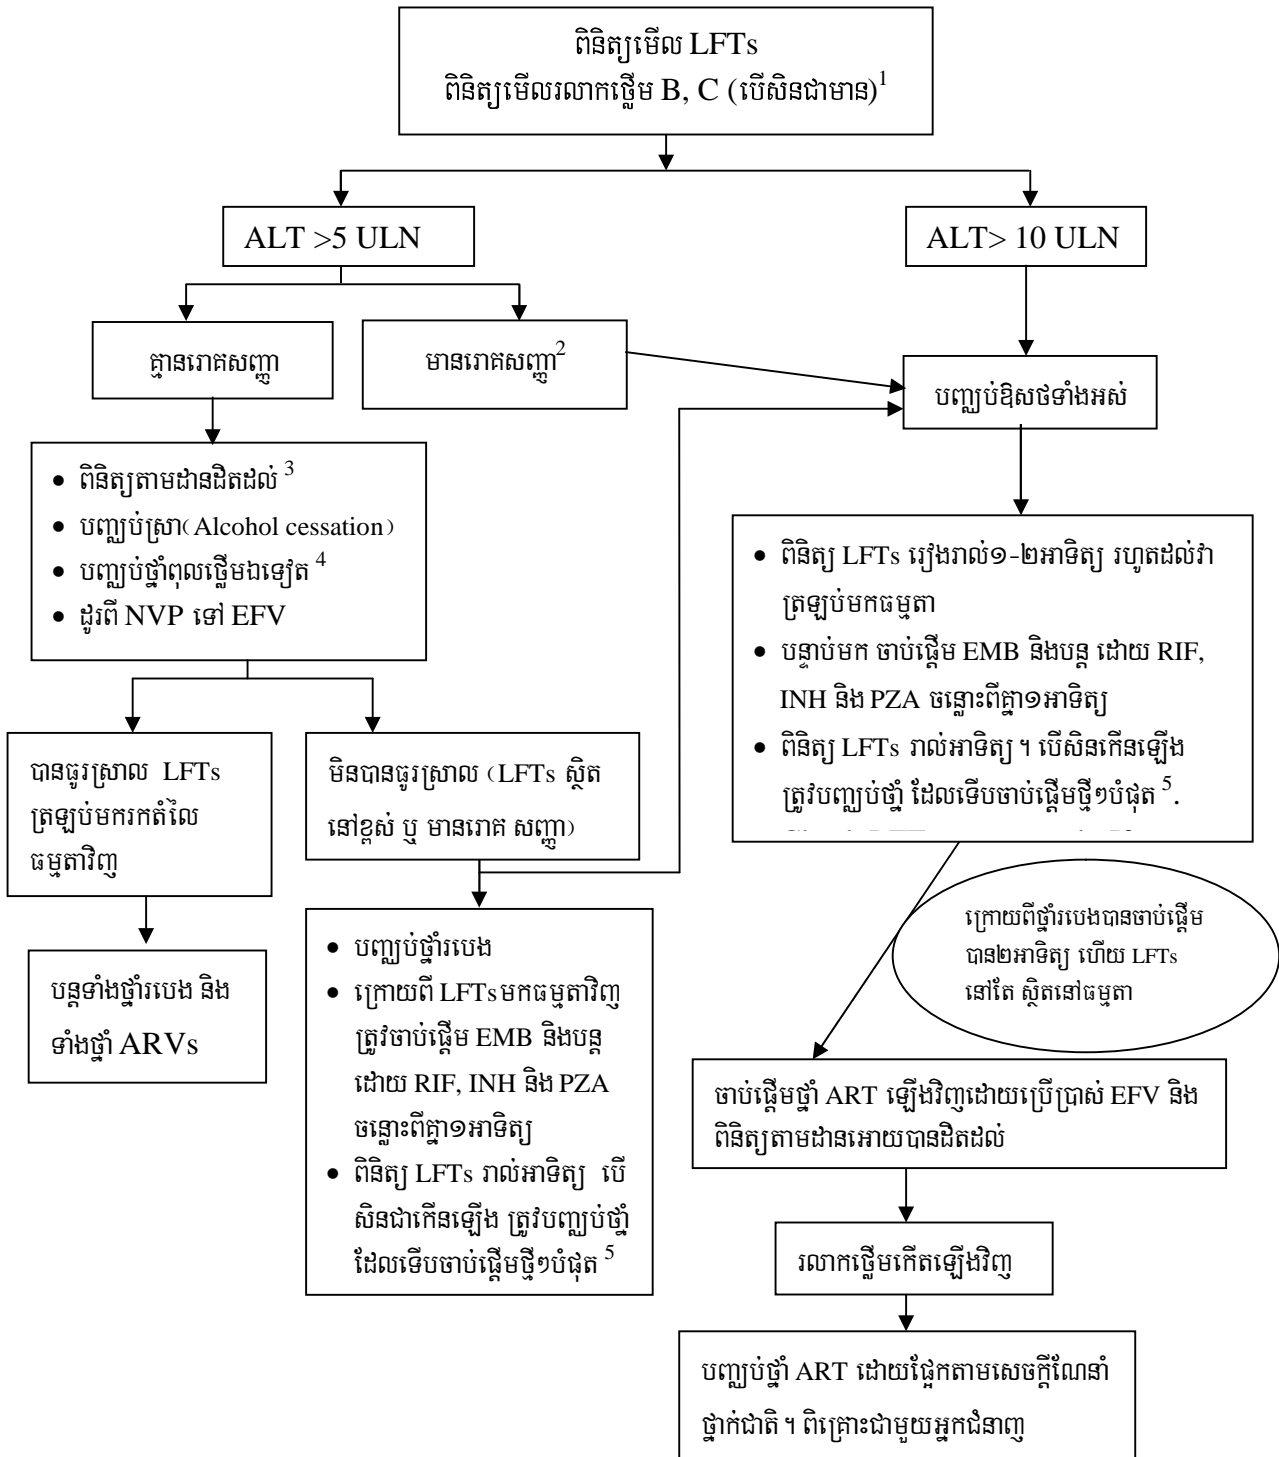 ពិនិត្យមើល LFTs
ពិនិត្យមើលរលាកថ្លើម B, C (បើសិនជាមាន)1
ALT >5 ULN
ALT> 10 ULN
គ្មានរោគសញ្ញា
មានរោគសញ្ញា2
បញ្ឈប់ឱសថទាំងអស់
• ពិនិត្យតាមដានដិតដល់ 3
• បញ្ឈប់ស្រា(Alcohol cessation)
• បញ្ឈប់ថ្នាំពុលថ្លើមឯទៀត 4
• ដូរពី NVP ទៅ EFV
• ពិនិត្យ LFTs រៀងរាល់១-២អាទិត្យ រហូតដល់វា
ត្រឡប់មកធម្មតា
• បន្ទាប់មក ចាប់ផ្តើម EMB និងបន្ត ដោយ RIF,
INH និង PZA ចន្លោះពីគ្នា១អាទិត្យ
• ពិនិត្យ LFTs រាល់អាទិត្យ។ បើសិនកើនឡើង
ត្រូវបញ្ឈប់ថ្នាំ ដែលទើបចាប់ផ្តើមថ្មីៗបំផុត 5.
បានធូរស្រាល LFTs
ត្រឡប់មករកតំលៃ
ធម្មតាវិញ
មិនបានធូរស្រាល (LFTs ស្ថិត
នៅខ្ពស់ ឬ មានរោគ សញ្ញា)
បន្តទាំងថ្នាំរបេង និង
ទាំងថ្នាំ ARVs
• បញ្ឈប់ថ្នាំរបេង
• ក្រោយពី LFTsមកធម្មតាវិញ
ត្រូវចាប់ផ្តើម EMB និងបន្ត
ដោយ RIF, INH និង PZA
ចន្លោះពីគ្នា១អាទិត្យ
• ពិនិត្យ LFTs រាល់អាទិត្យ បើ
សិនជាកើនឡើង ត្រូវបញ្ឈប់ថ្នាំ
ដែលទើបចាប់ផ្តើមថ្មីៗបំផុត 5
ក្រោយពីថ្នាំរបេងបានចាប់ផ្តើម
បាន២អាទិត្យ ហើយ LFTs
នៅតែ ស្ថិតនៅធម្មតា
ចាប់ផ្តើមថ្នាំ ART ឡើងវិញដោយប្រើប្រាស់ EFV និង
ពិនិត្យតាមដានអោយបានដិតដល់
រលាកថ្លើមកើតឡើងវិញ
បញ្ឈប់ថ្នាំ ART ដោយផ្អែកតាមសេចក្តីណែនាំ
ថ្នាក់ជាតិ។ ពិគ្រោះជាមួយអ្នកជំនាញ